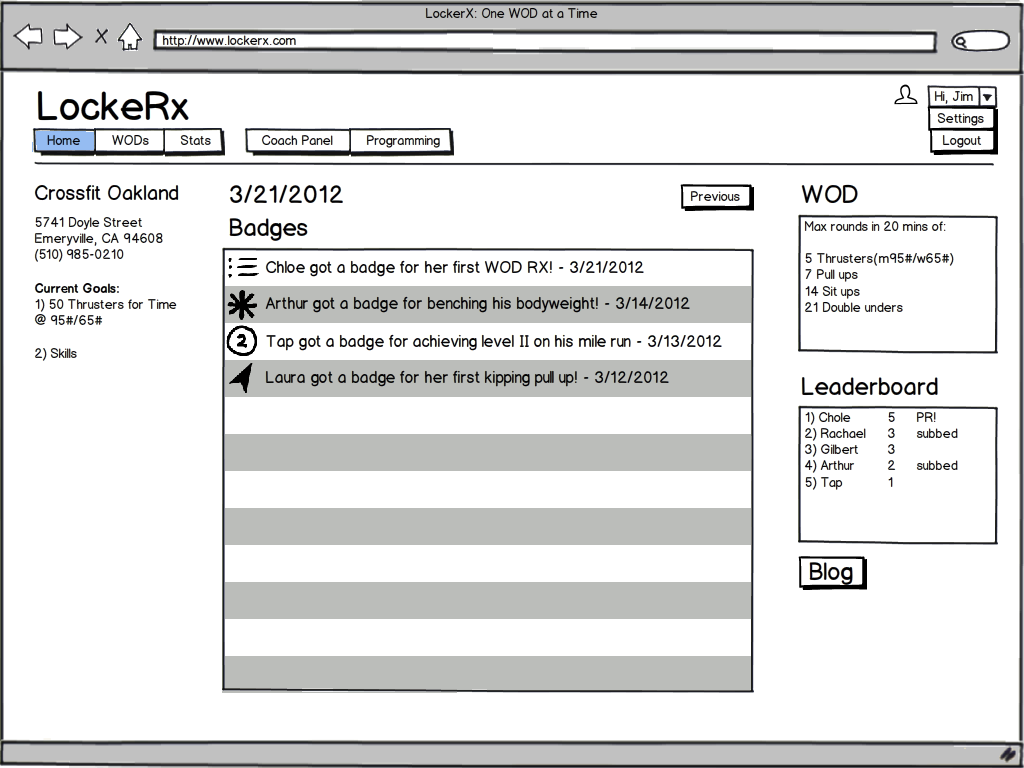 LockerX: One WOD at a Time
http://www.lockerx.com
LockeRx
Hi, Jim
Settings
Logout
Home
WODs
Stats
Coach Panel
Programming
Crossfit Oakland
5741 Doyle Street
Emeryville, CA 94608
(510) 985-0210
Current Goals:
1) 50 Thrusters for Time
@ 95#/65#
2) Skills
3/21/2012
Previous
Badges
Chloe got a badge for her first WOD RX! - 3/21/2012
Arthur got a badge for benching his bodyweight! - 3/14/2012
2
Tap got a badge for achieving level II on his mile run - 3/13/2012
Laura got a badge for her first kipping pull up! - 3/12/2012
WOD
Max rounds in 20 mins of:
5 Thrusters(m95#/w65#)
7 Pull ups
14 Sit ups
21 Double unders
Leaderboard
1) Chole 5 PR!
2) Rachael 3 subbed
3) Gilbert 3
4) Arthur 2 subbed
5) Tap 1
Blog